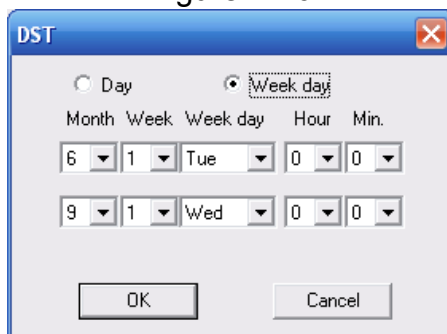 DST
Day Week day
Month Week Week day Hour Min.
6 1 Tue 0 0
9 1 Wed 0 0
OK Cancel